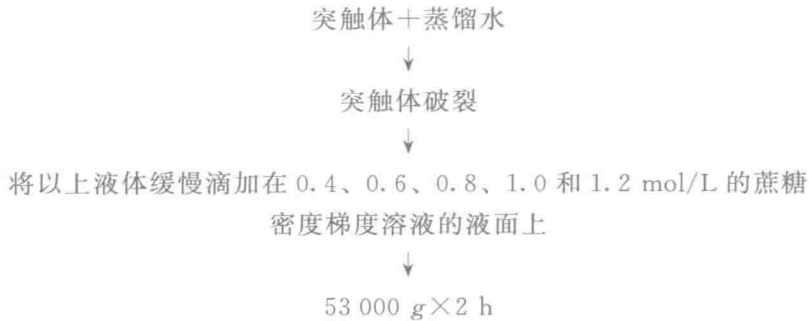 突触体+蒸馏水
↓
突触体破裂
↓
将以上液体缓慢滴加在 0.4、0.6、0.8、1.0 和 1.2 mol/L 的蔗糖
密度梯度溶液的液面上
↓
53 000 g×2 h